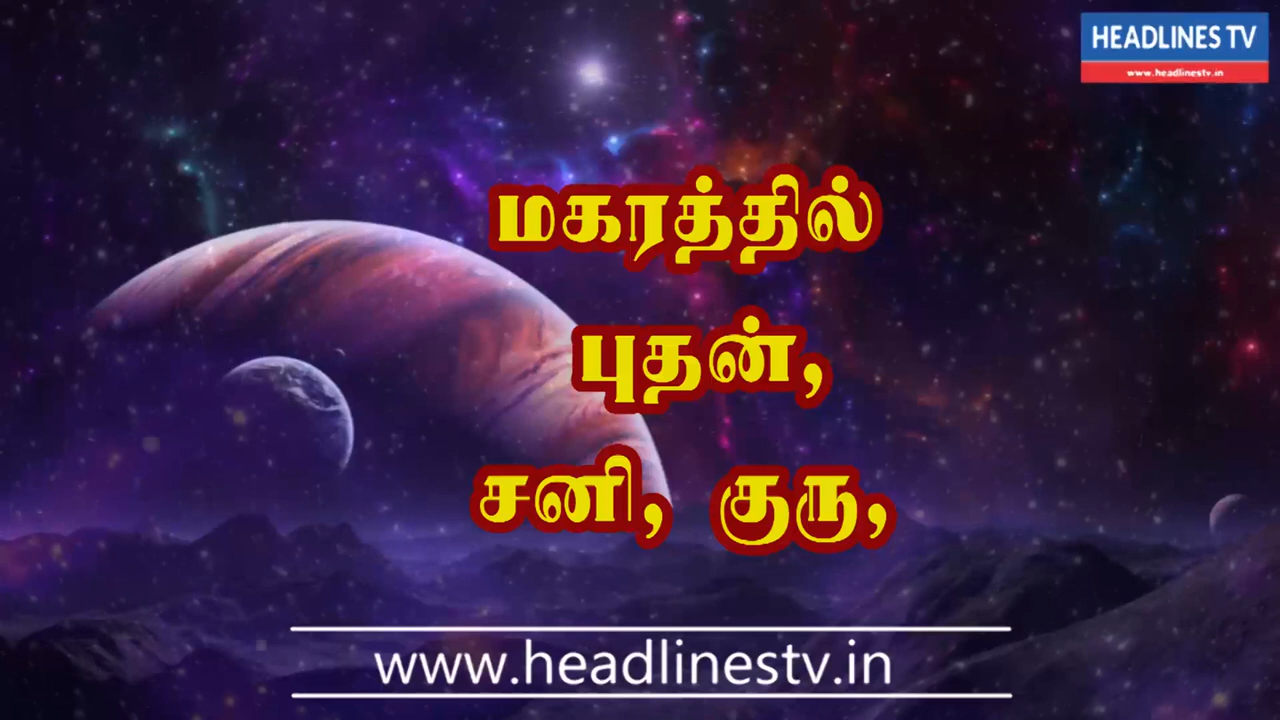 HEADLINES TV
www.headlinestv.in
மகரத்தில்
புதன்,
சனி, குரு,
www.headlinestv.in